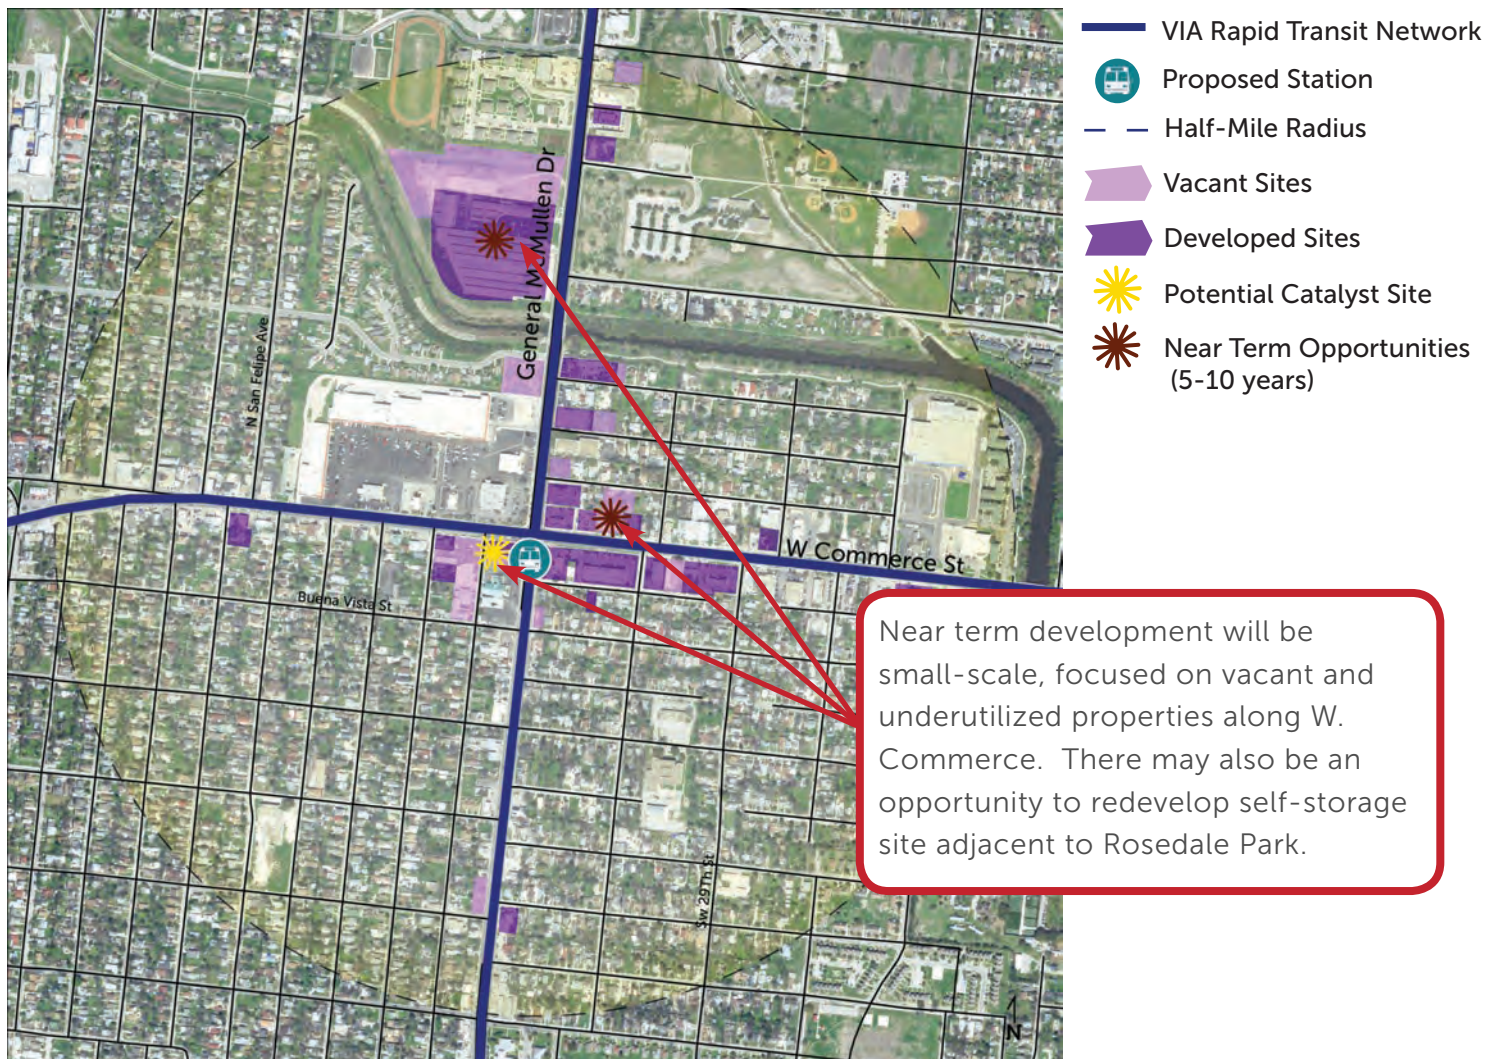 VIA Rapid Transit Network
Proposed Station
Half-Mile Radius
Vacant Sites
Developed Sites
Potential Catalyst Site
Near Term Opportunities
(5-10 years)
General McMullen Dr
N San Felipe Ave
W Commerce St
Buena Vista St
Sw 29Th St
Near term development will be
small-scale, focused on vacant and
underutilized properties along W.
Commerce. There may also be an
opportunity to redevelop self-storage
site adjacent to Rosedale Park.
N